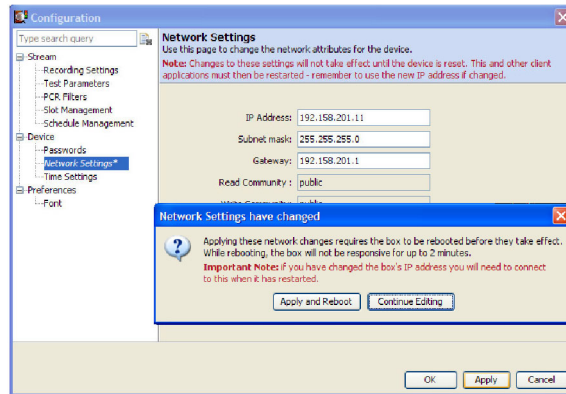 Configuration
Type search query
Stream
Recording Settings
Test Parameters
PCR Filters
Slot Management
Schedule Management
Device
Passwords
Network Settings*
Time Settings
Preferences
Font
Network Settings
Use this page to change the network attributes for the device.
Note: Changes to these settings will not take effect until the device is reset. This and other client
applications must then be restarted - remember to use the new IP address if changed.
IP Address: 192.158.201.11
Subnet mask: 255.255.255.0
Gateway: 192.158.201.1
Read Community : public
Network Settings have changed
Applying these network changes requires the box to be rebooted before they take effect.
While rebooting, the box will not be responsive for up to 2 minutes.
Important Note: if you have changed the box's IP address you will need to connect
to this when it has restarted.
Apply and Reboot
Continue Editing
OK
Apply
Cancel